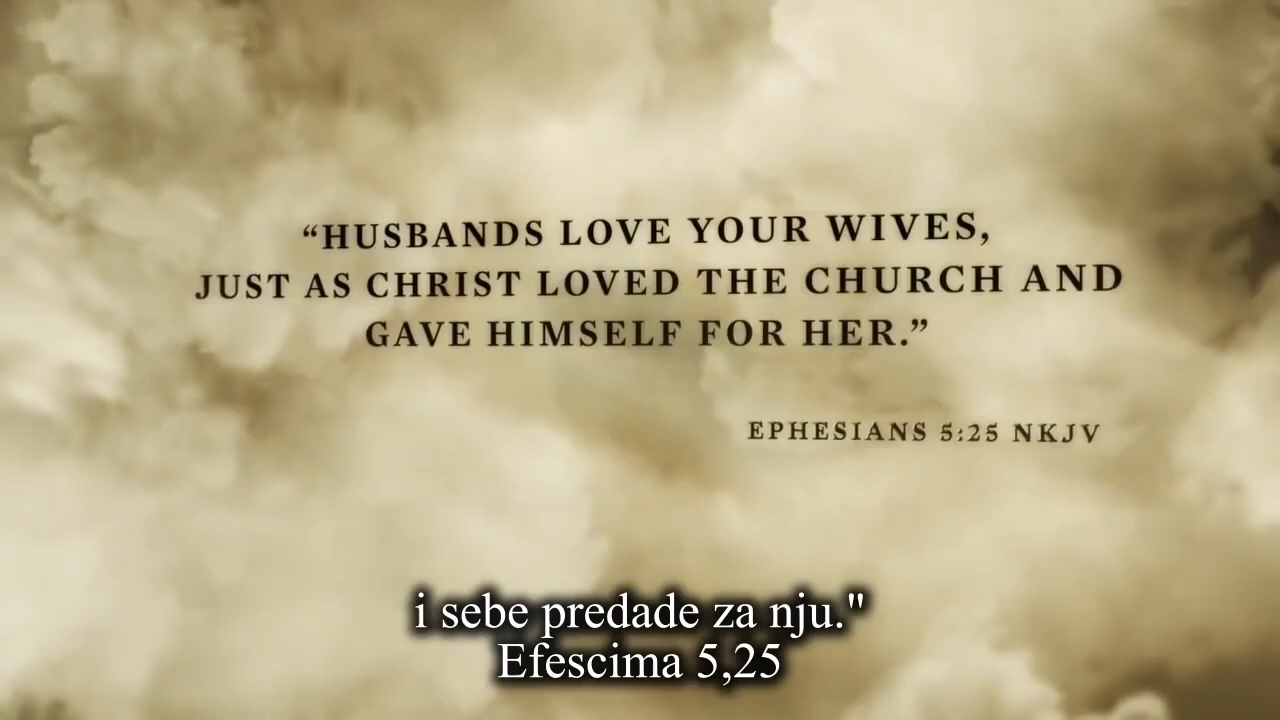 “HUSBANDS LOVE YOUR WIVES,
JUST AS CHRIST LOVED THE CHURCH AND
GAVE HIMSELF FOR HER.”
EPHESIANS 5:25 NKJV
i sebe predade za nju."
Efescima 5,25